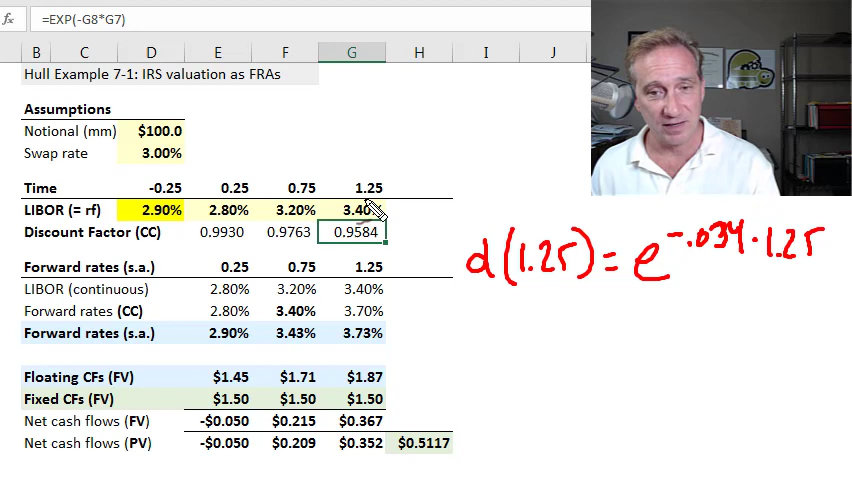 fx =EXP(-G8*G7)
B C D E F G H I J
Hull Example 7-1: IRS valuation as FRAs
Assumptions
Notional (mm) $100.0
Swap rate 3.00%
Time -0.25 0.25 0.75 1.25
LIBOR (= rf) 2.90% 2.80% 3.20% 3.40%
Discount Factor (CC) 0.9930 0.9763 0.9584
d(1.25) = e^-.034·1.25
Forward rates (s.a.) 0.25 0.75 1.25
LIBOR (continuous) 2.80% 3.20% 3.40%
Forward rates (CC) 2.80% 3.40% 3.70%
Forward rates (s.a.) 2.90% 3.43% 3.73%
Floating CFs (FV) $1.45 $1.71 $1.87
Fixed CFs (FV) $1.50 $1.50 $1.50
Net cash flows (FV) -$0.050 $0.215 $0.367
Net cash flows (PV) -$0.050 $0.209 $0.352 $0.5117